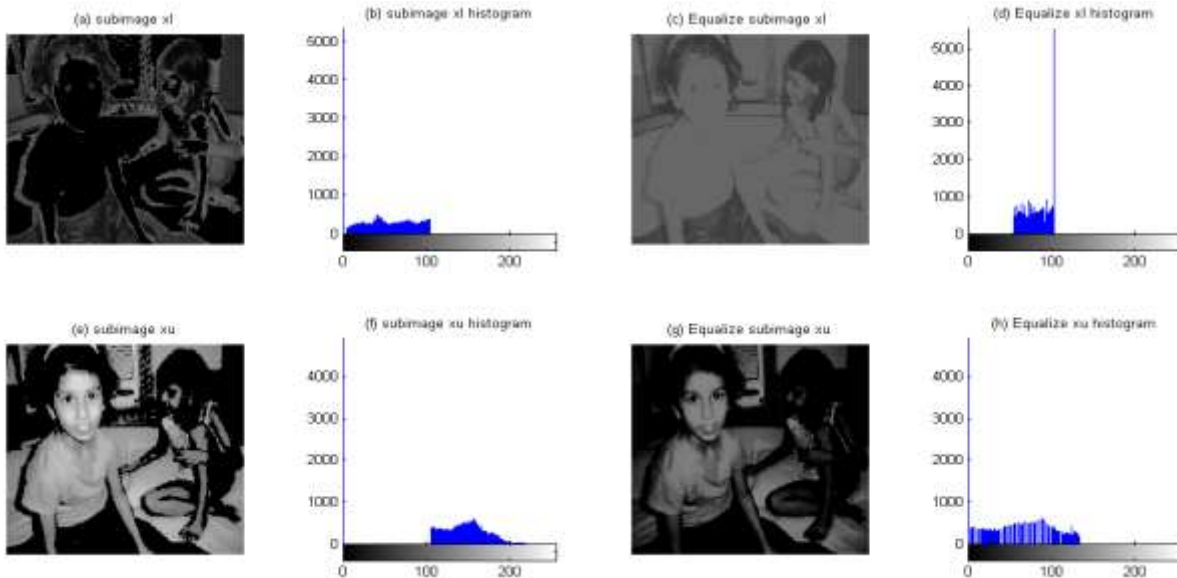 (a) subimage xl
(b) subimage xl histogram
(c) Equalize subimage xl
(d) Equalize xl histogram
5000
4000
3000
2000
1000
0
0 100 200
5000
4000
3000
2000
1000
0
0 100 200
(e) subimage xu
(f) subimage xu histogram
(g) Equalize subimage xu
(h) Equalize xu histogram
4000
3000
2000
1000
0
0 100 200
4000
3000
2000
1000
0
0 100 200